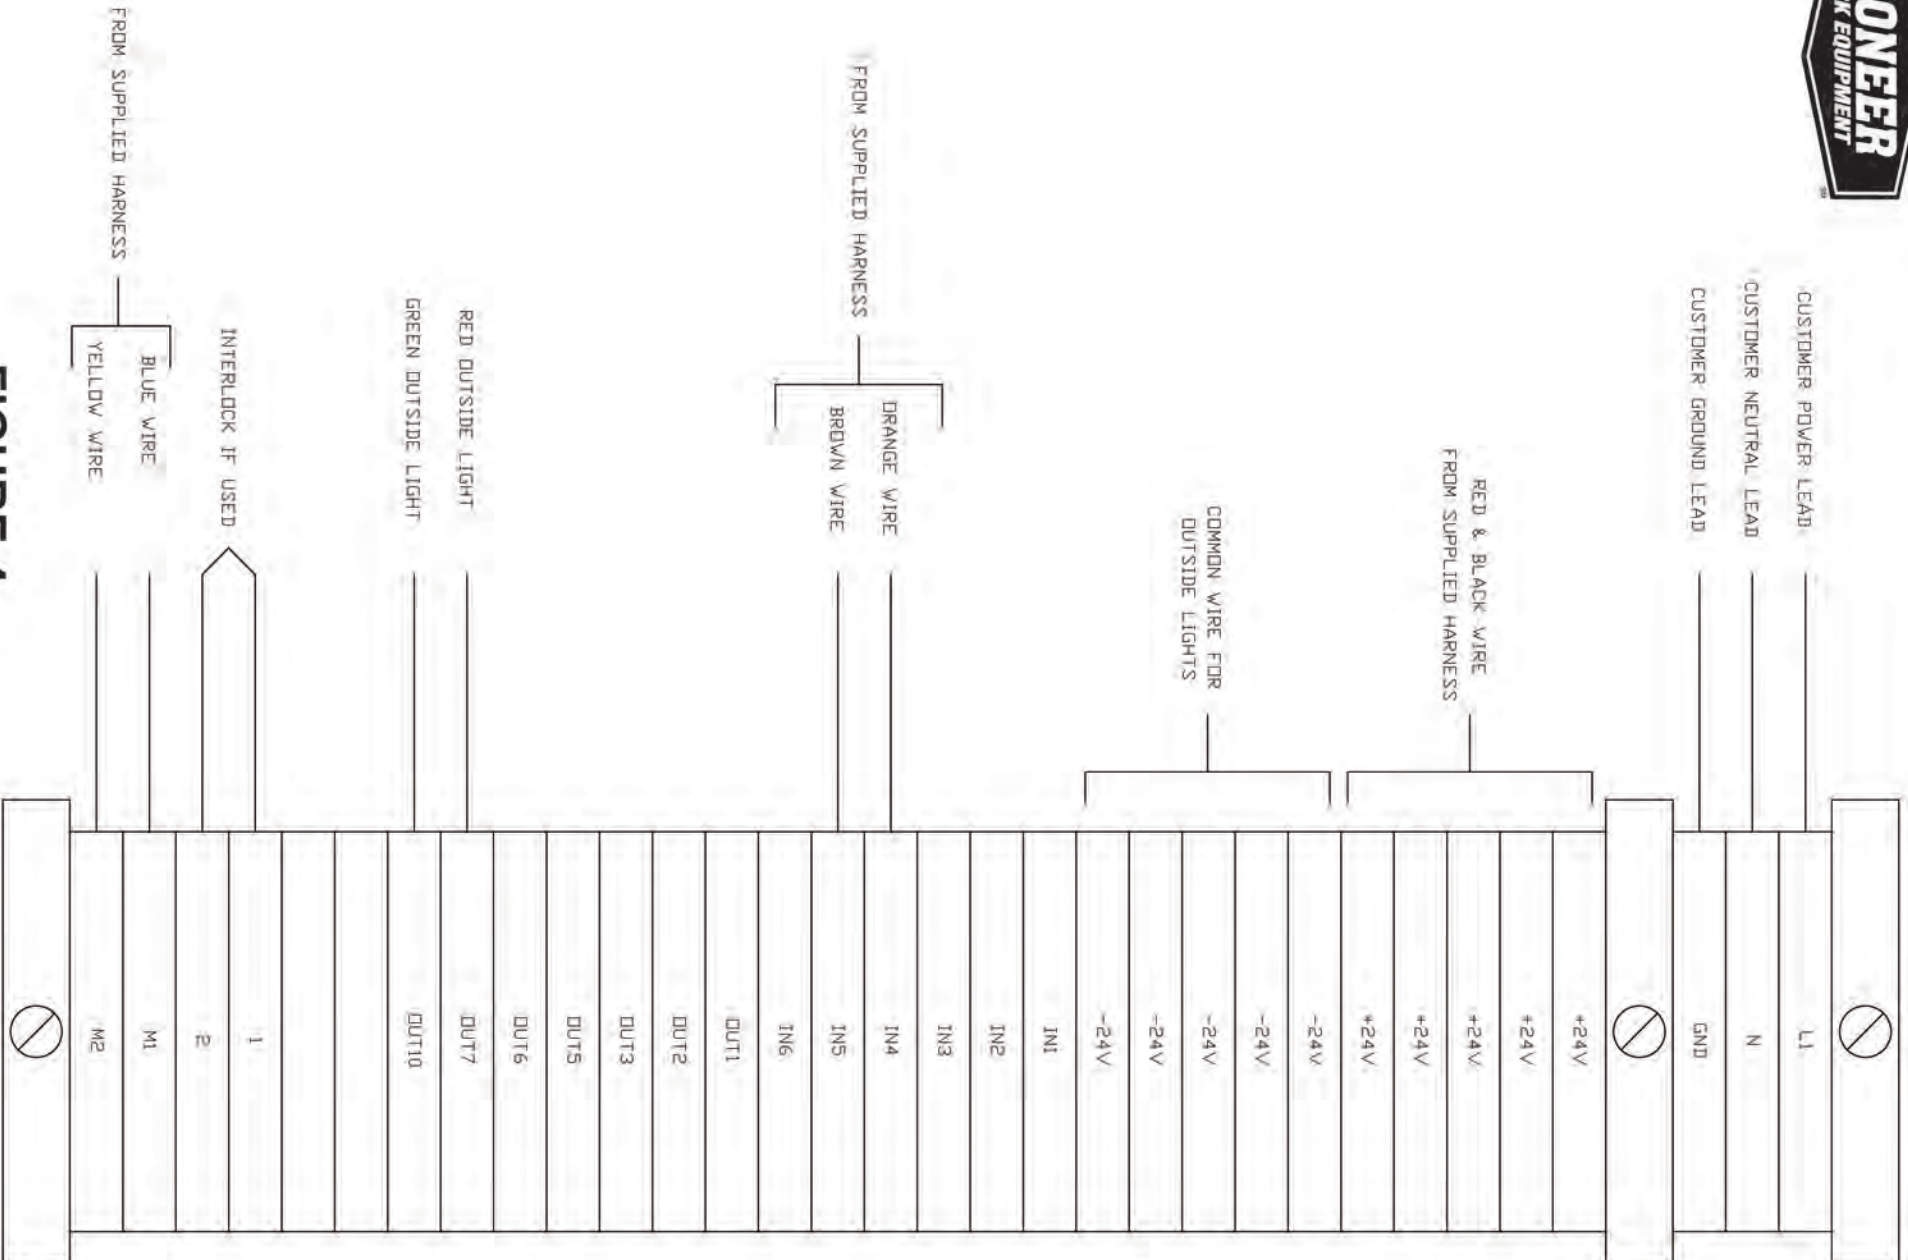 ONEER
CK EQUIPMENT
SM
CUSTOMER POWER LEAD
L1
CUSTOMER NEUTRAL LEAD
N
CUSTOMER GROUND LEAD
GND
+24V
+24V
RED & BLACK WIRE
FROM SUPPLIED HARNESS
+24V
+24V
+24V
-24V
-24V
COMMON WIRE FOR
OUTSIDE LIGHTS
-24V
-24V
-24V
IN1
IN2
IN3
FROM SUPPLIED HARNESS
ORANGE WIRE
IN4
BROWN WIRE
IN5
IN6
OUT1
OUT2
OUT3
OUT5
OUT6
RED OUTSIDE LIGHT
OUT7
GREEN OUTSIDE LIGHT
OUT10
INTERLOCK IF USED
1
2
FROM SUPPLIED HARNESS
BLUE WIRE
M1
YELLOW WIRE
M2